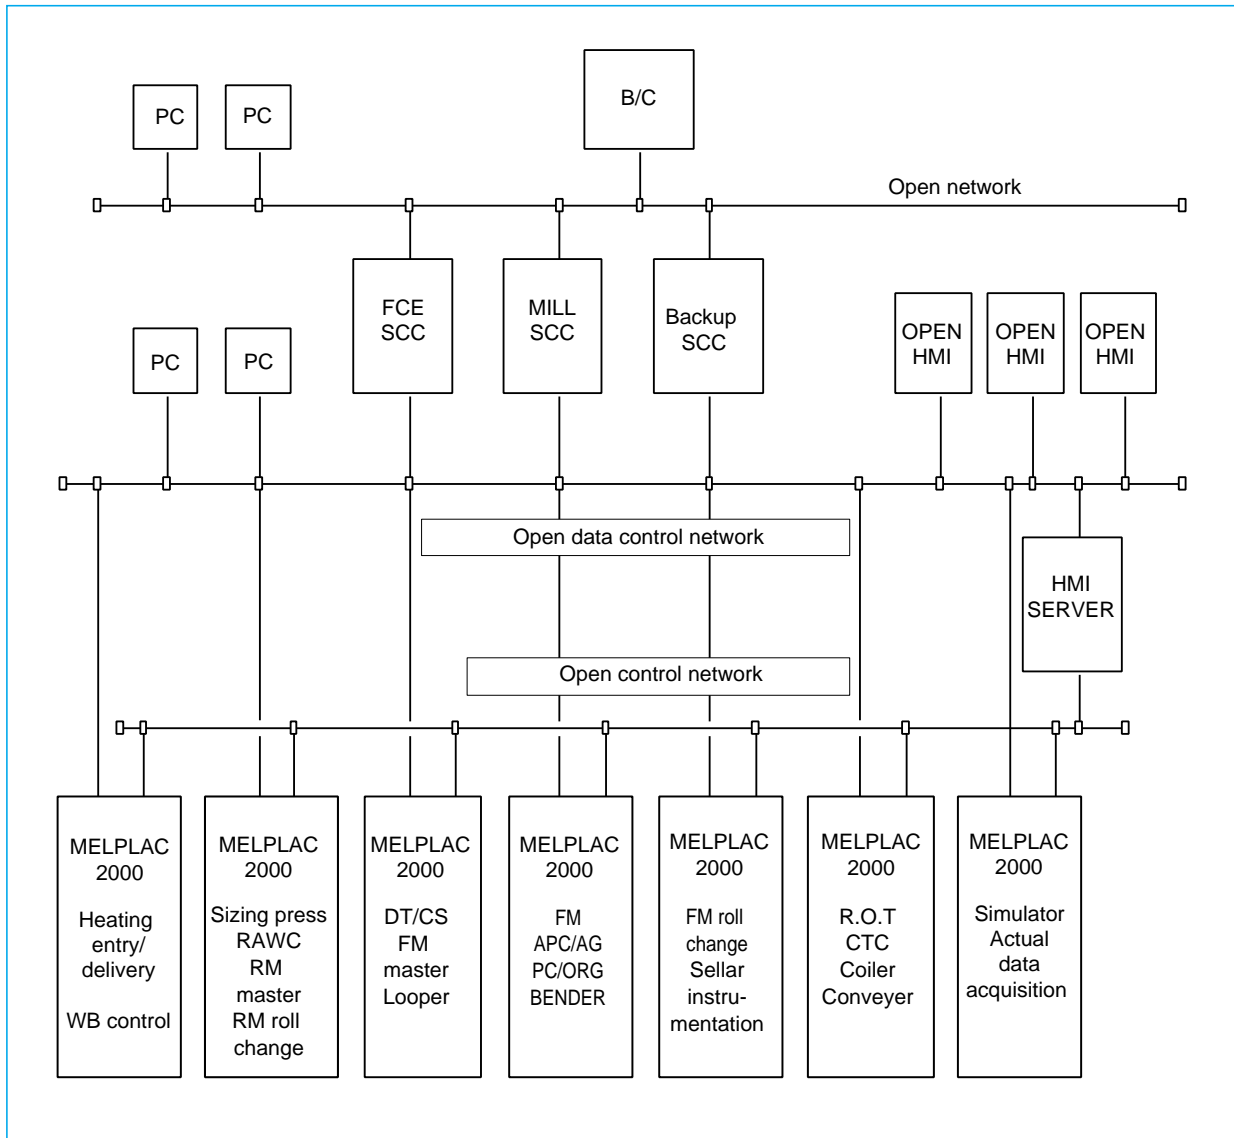 B/C
PC
PC
Open network
FCE
SCC
MILL
SCC
Backup
SCC
OPEN
HMI
OPEN
HMI
OPEN
HMI
PC
PC
Open data control network
HMI
SERVER
Open control network
MELPLAC
2000
Heating
entry/
delivery
WB control
MELPLAC
2000
Sizing press
RAWC
RM
master
RM roll
change
MELPLAC
2000
DT/CS
FM
master
Looper
MELPLAC
2000
FM
APC/AG
PC/ORG
BENDER
MELPLAC
2000
FM roll
change
Sellar
instru-
mentation
MELPLAC
2000
R.O.T
CTC
Coiler
Conveyer
MELPLAC
2000
Simulator
Actual
data
acquisition